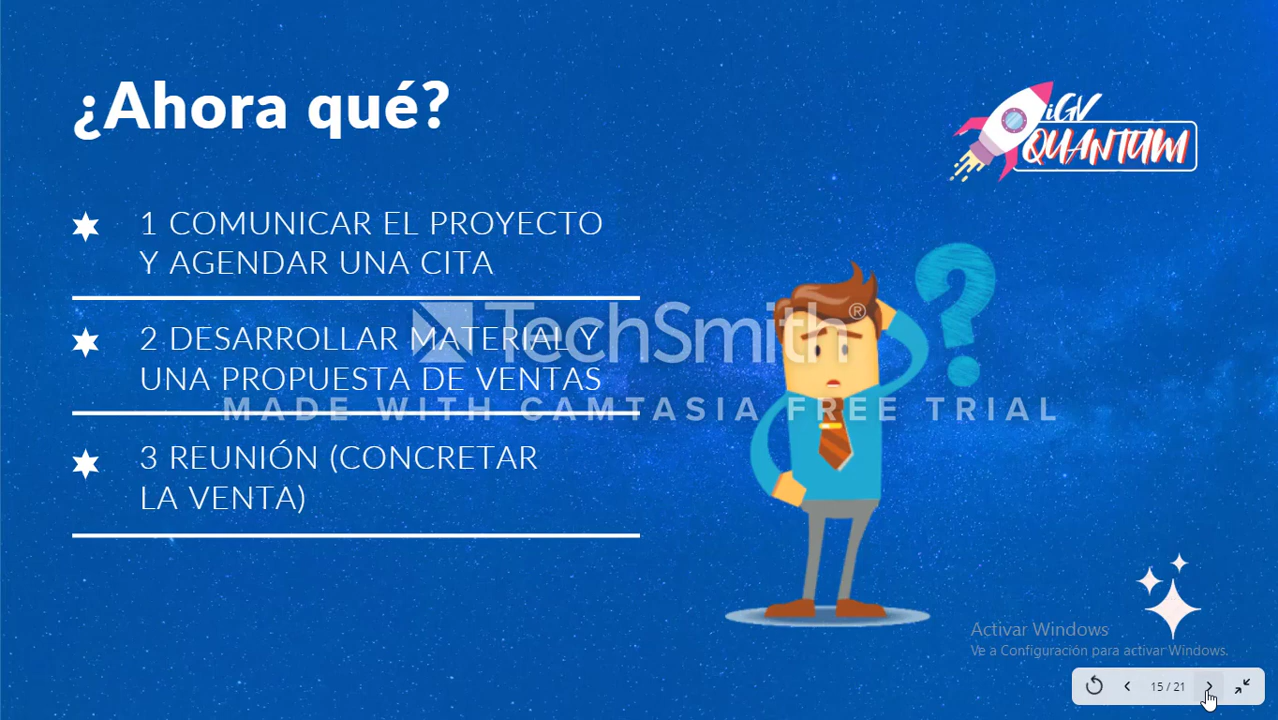 ¿Ahora qué?
iGV
QUANTUM
1 COMUNICAR EL PROYECTO
Y AGENDAR UNA CITA
2 DESARROLLAR MATERIAL Y
UNA PROPUESTA DE VENTAS
TechSmith®
MADE WITH CAMTASIA FREE TRIAL
3 REUNIÓN (CONCRETAR
LA VENTA)
?
Activar Windows
Ve a Configuración para activar Windows.
15 / 21